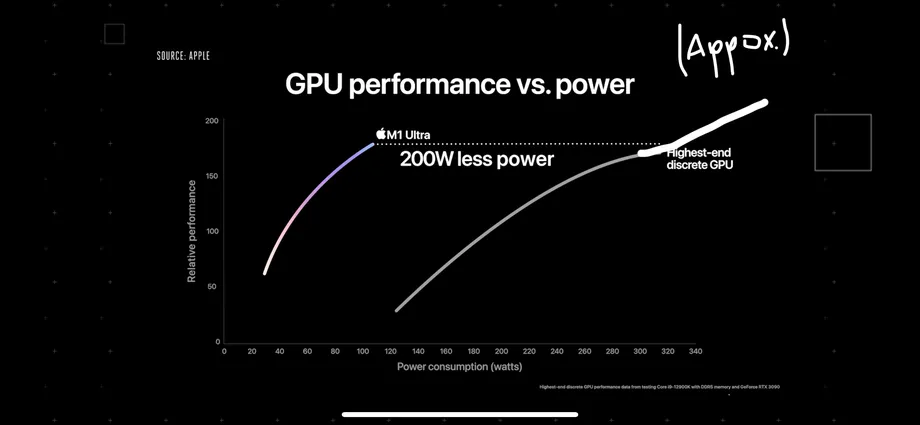 SOURCE: APPLE
(Appox.)
GPU performance vs. power
M1 Ultra
200W less power
Highest-end
discrete GPU
Relative performance
200
150
100
50
0
0 20 40 60 80 100 120 140 160 180 200 220 240 260 280 300 320 340
Power consumption (watts)
Highest-end discrete GPU performance data from testing Core i9-12900K with DDR5 memory and GeForce RTX 3090